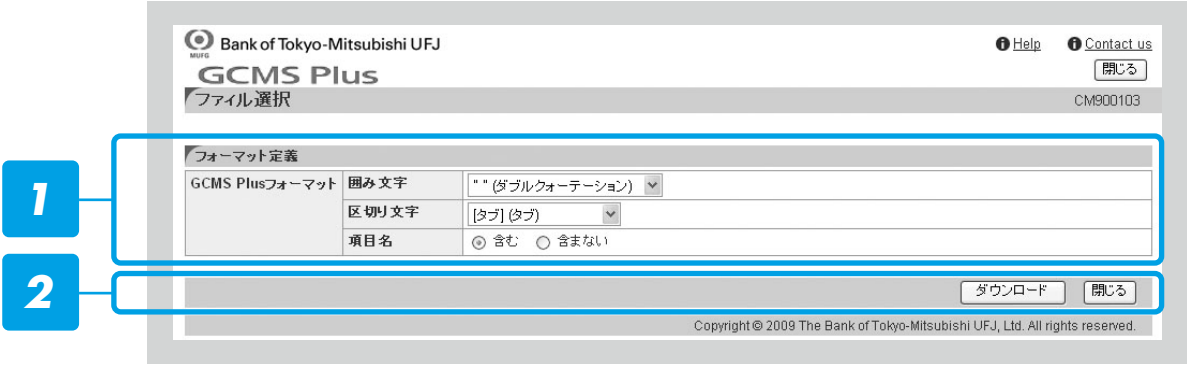 Bank of Tokyo-Mitsubishi UFJ
MUFG
Help Contact us
GCMS Plus
閉じる
ファイル選択 CM900103
フォーマット定義
1
GCMS Plusフォーマット 囲み文字 " " (ダブルクォーテーション)
区切り文字 [タブ] (タブ)
項目名 含む 含まない
2
ダウンロード 閉じる
Copyright © 2009 The Bank of Tokyo-Mitsubishi UFJ, Ltd. All rights reserved.